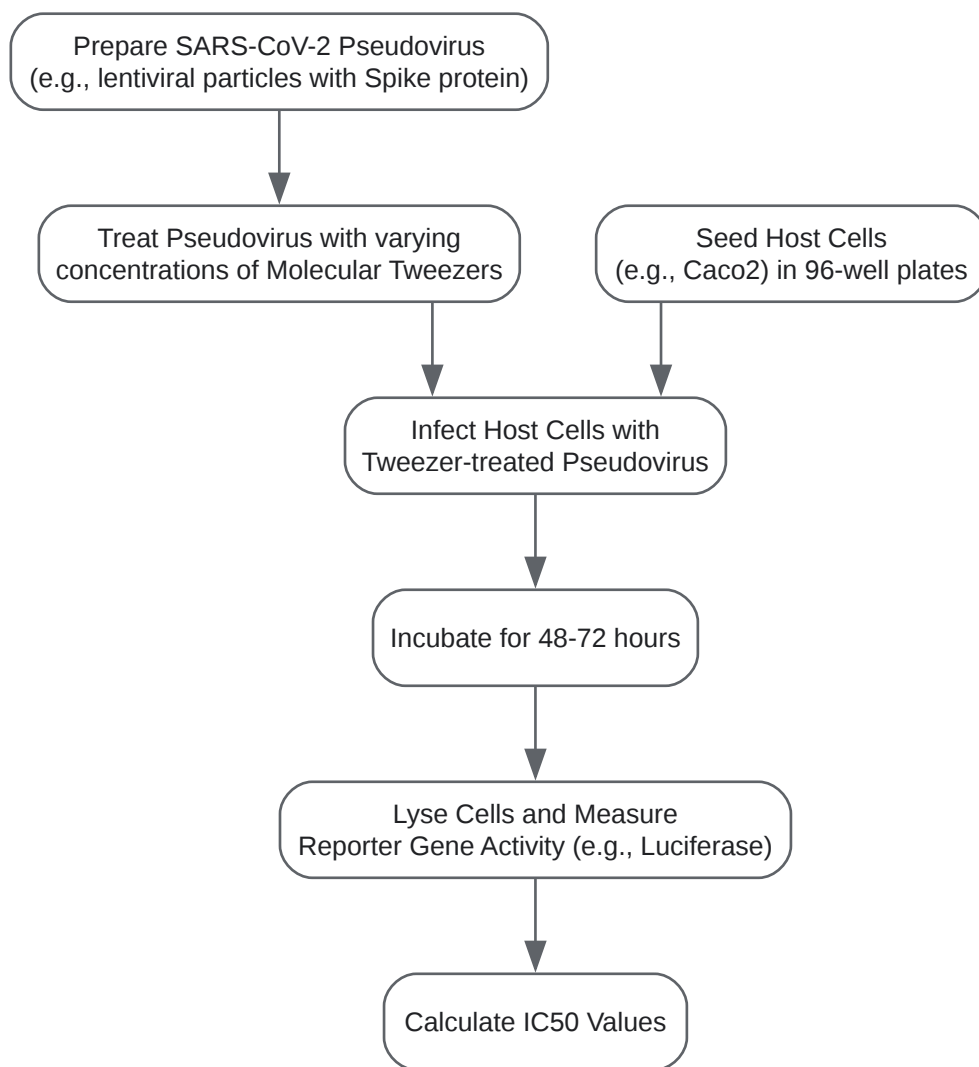 Prepare SARS-CoV-2 Pseudovirus
(e.g., lentiviral particles with Spike protein)
Treat Pseudovirus with varying
concentrations of Molecular Tweezers
Seed Host Cells
(e.g., Caco2) in 96-well plates
Infect Host Cells with
Tweezer-treated Pseudovirus
Incubate for 48-72 hours
Lyse Cells and Measure
Reporter Gene Activity (e.g., Luciferase)
Calculate IC50 Values